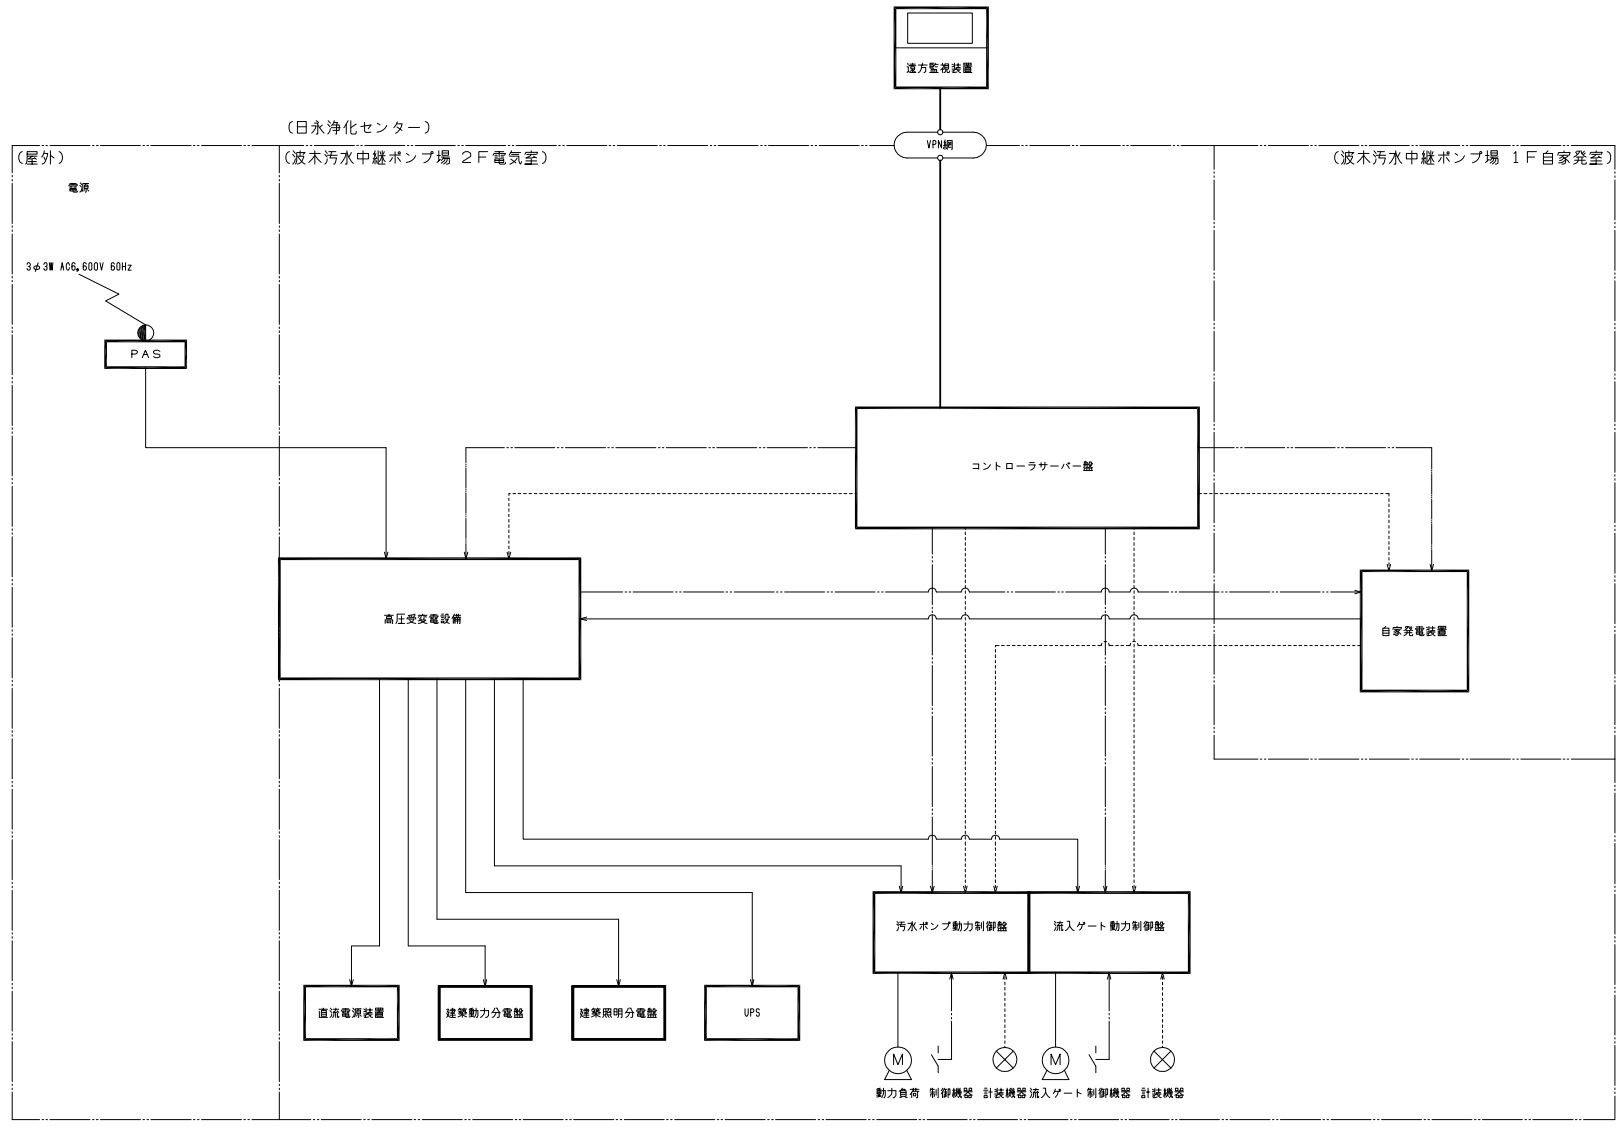 遠方監視装置
(日永浄化センター)
VPN網
(屋外)
(波木汚水中継ポンプ場 2F電気室)
(波木汚水中継ポンプ場 1F自家発室)
電源
3φ3W AC6,600V 60Hz
PAS
コントローラサーバー盤
高圧受変電設備
自家発電装置
汚水ポンプ動力制御盤
流入ゲート動力制御盤
直流電源装置
建築動力分電盤
建築照明分電盤
UPS
M
M
動力負荷
制御機器
計装機器
流入ゲート
制御機器
計装機器